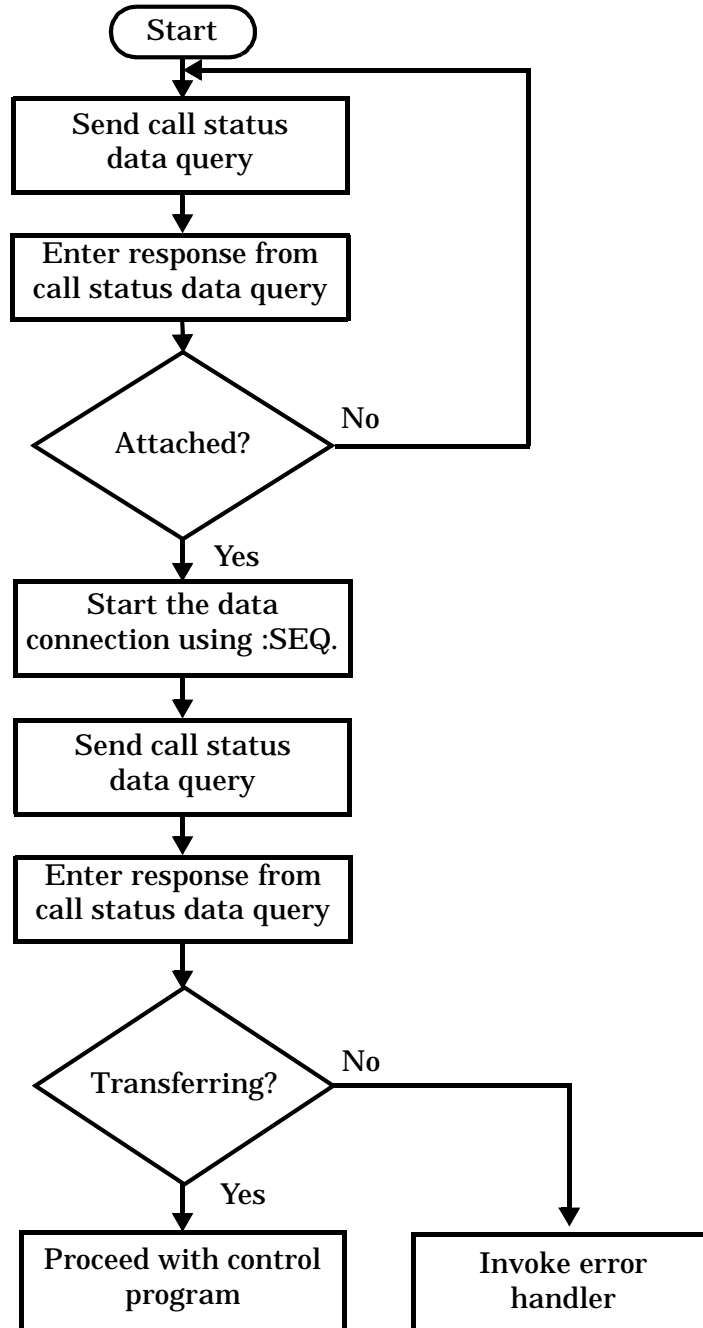 Start
Send call status
data query
Enter response from
call status data query
Attached?
No
Yes
Start the data
connection using :SEQ.
Send call status
data query
Enter response from
call status data query
Transferring?
No
Yes
Proceed with control
program
Invoke error
handler